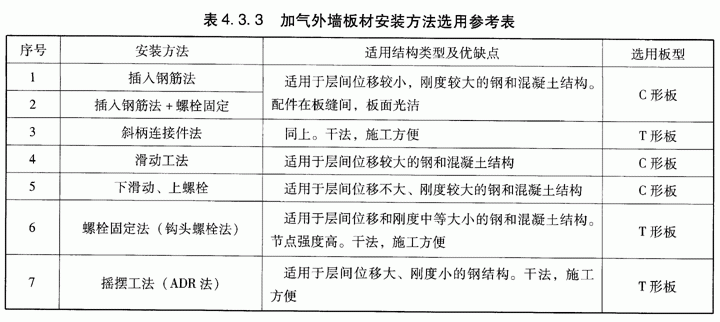 表4.3.3 加气外墙板材安装方法选用参考表
序号 安装方法 适用结构类型及优缺点 选用板型
1 插入钢筋法 适用于层间位移较小，刚度较大的钢和混凝土结构。
2 插入钢筋法+螺栓固定 配件在板缝间，板面光洁 C形板
3 斜柄连接件法 同上。干法，施工方便 T形板
4 滑动工法 适用于层间位移较大的钢和混凝土结构 C形板
5 下滑动、上螺栓 适用于层间位移不大、刚度较大的钢和混凝土结构 C形板
6 螺栓固定法（钩头螺栓法） 适用于层间位移和刚度中等大小的钢和混凝土结构。
节点强度高。干法，施工方便 T形板
7 摇摆工法（ADR法） 适用于层间位移大、刚度小的钢结构。干法，施工
方便 T形板